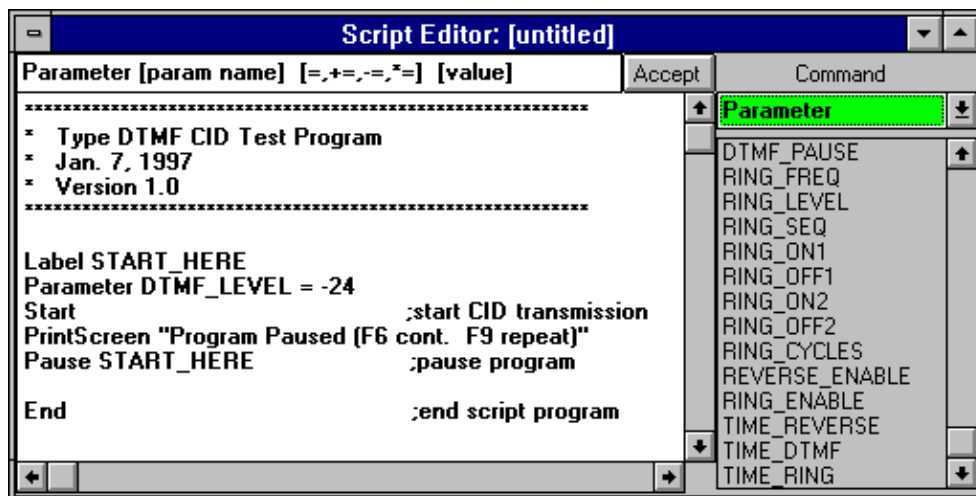 Script Editor: [untitled]
Parameter [param name] [=,+=,-=,*=] [value]
Accept
Command
Parameter
***********************************************************
* Type DTMF CID Test Program
* Jan. 7, 1997
* Version 1.0
***********************************************************
Label START_HERE
Parameter DTMF_LEVEL = -24
Start ;start CID transmission
PrintScreen "Program Paused (F6 cont. F9 repeat)"
Pause START_HERE ;pause program
End ;end script program
DTMF_PAUSE
RING_FREQ
RING_LEVEL
RING_SEQ
RING_ON1
RING_OFF1
RING_ON2
RING_OFF2
RING_CYCLES
REVERSE_ENABLE
RING_ENABLE
TIME_REVERSE
TIME_DTMF
TIME_RING